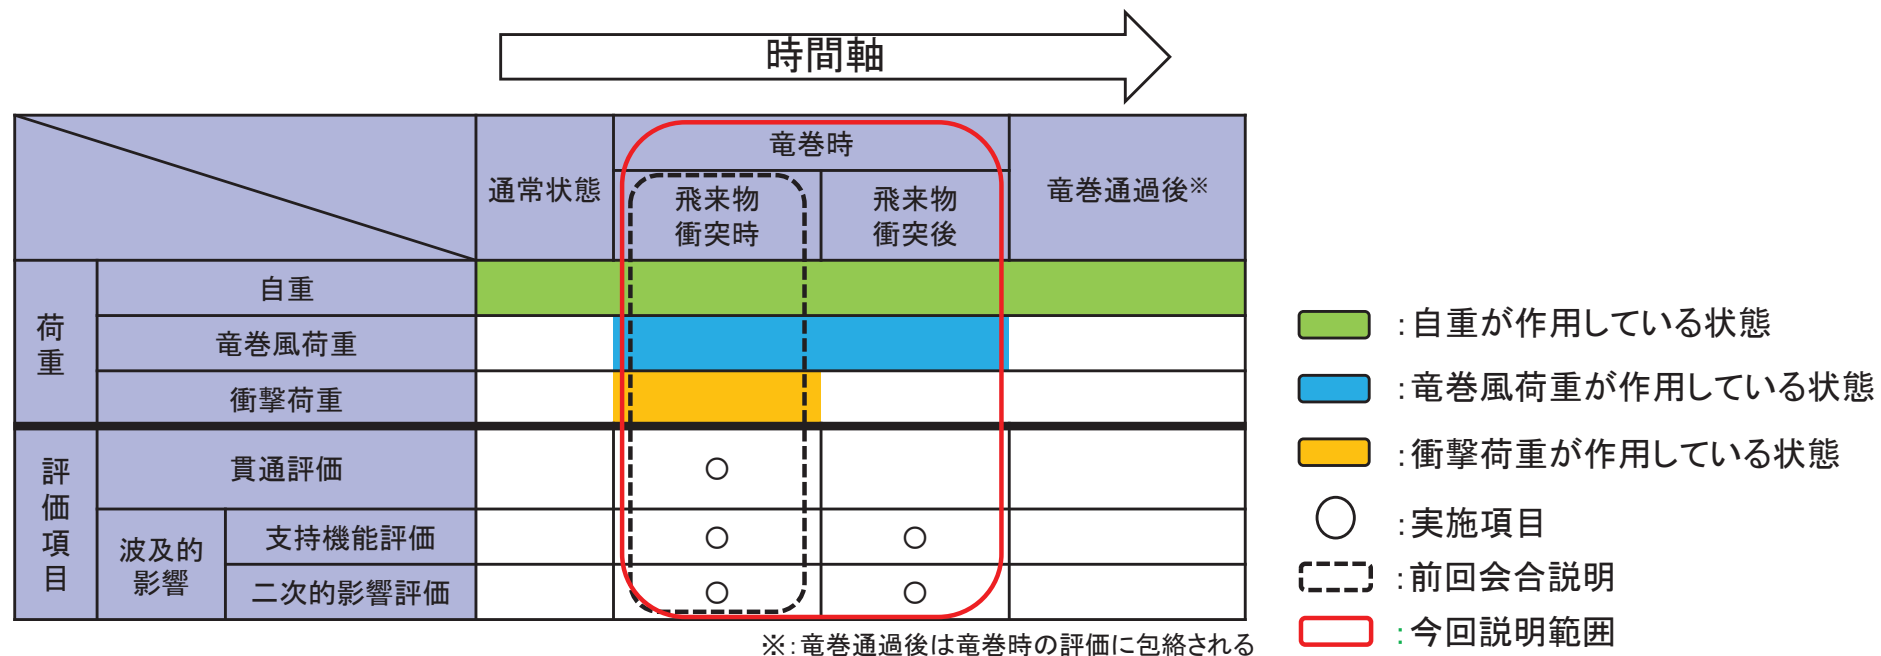 時間軸
通常状態
竜巻時
竜巻通過後※
飛来物
衝突時
飛来物
衝突後
荷重
自重
竜巻風荷重
衝撃荷重
評価項目
貫通評価
○
波及的
影響
支持機能評価
○
○
二次的影響評価
○
○
※:竜巻通過後は竜巻時の評価に包絡される
:自重が作用している状態
:竜巻風荷重が作用している状態
:衝撃荷重が作用している状態
○:実施項目
:前回会合説明
:今回説明範囲